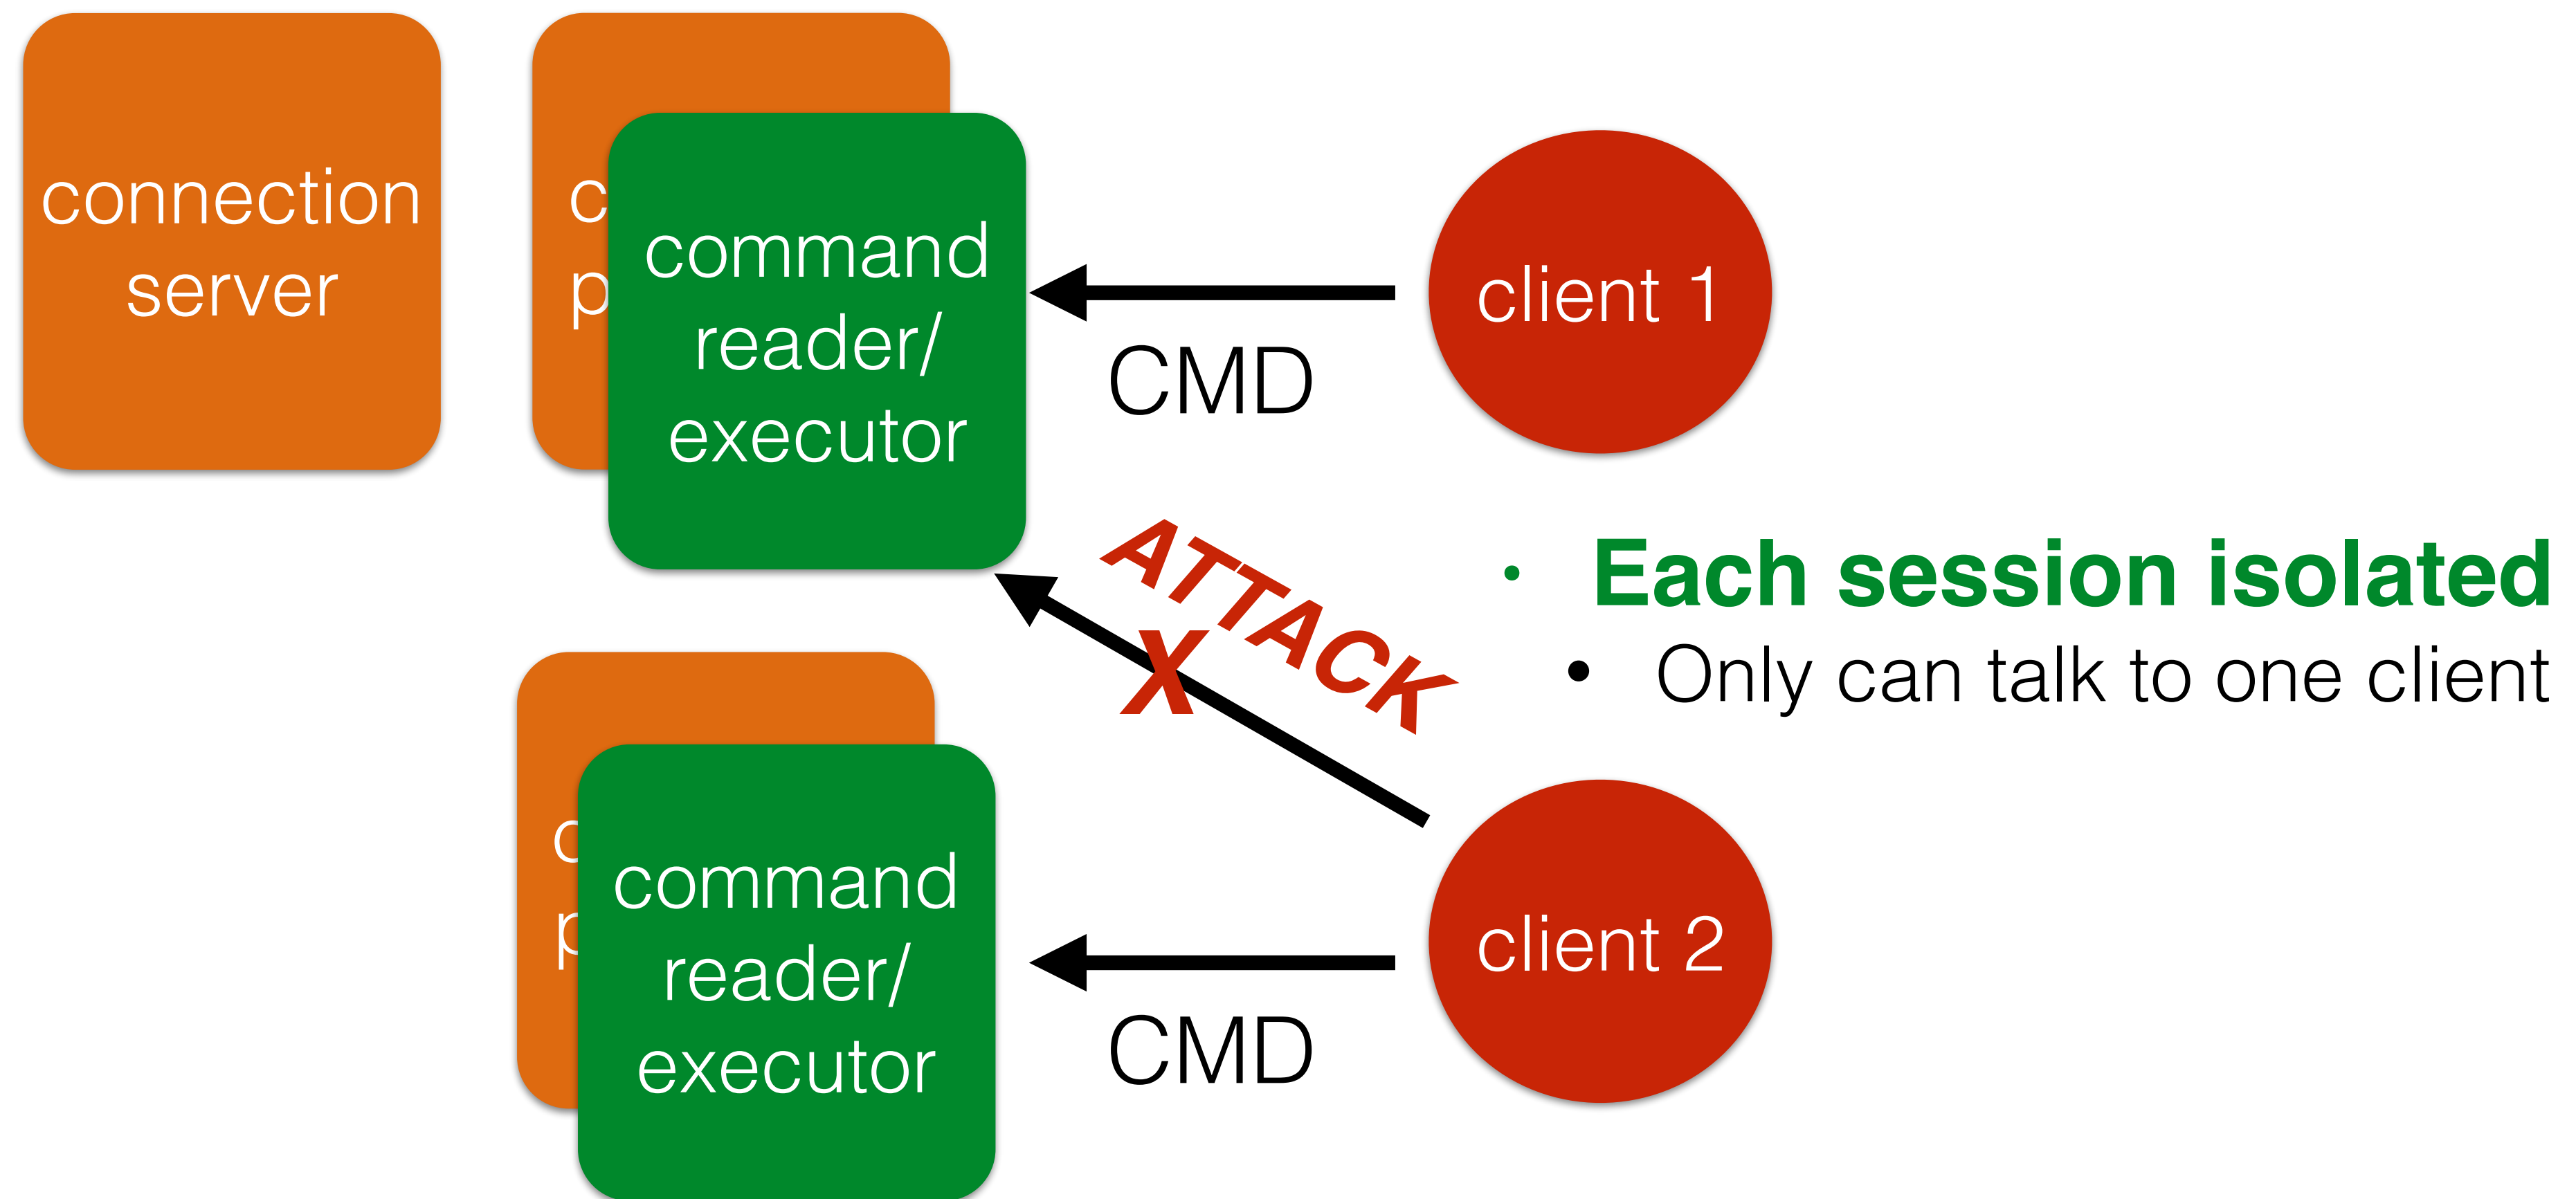 connection
server
c
p
command
reader/
executor
CMD
client 1
ATTACK
X
• Each session isolated
• Only can talk to one client
c
p
command
reader/
executor
CMD
client 2